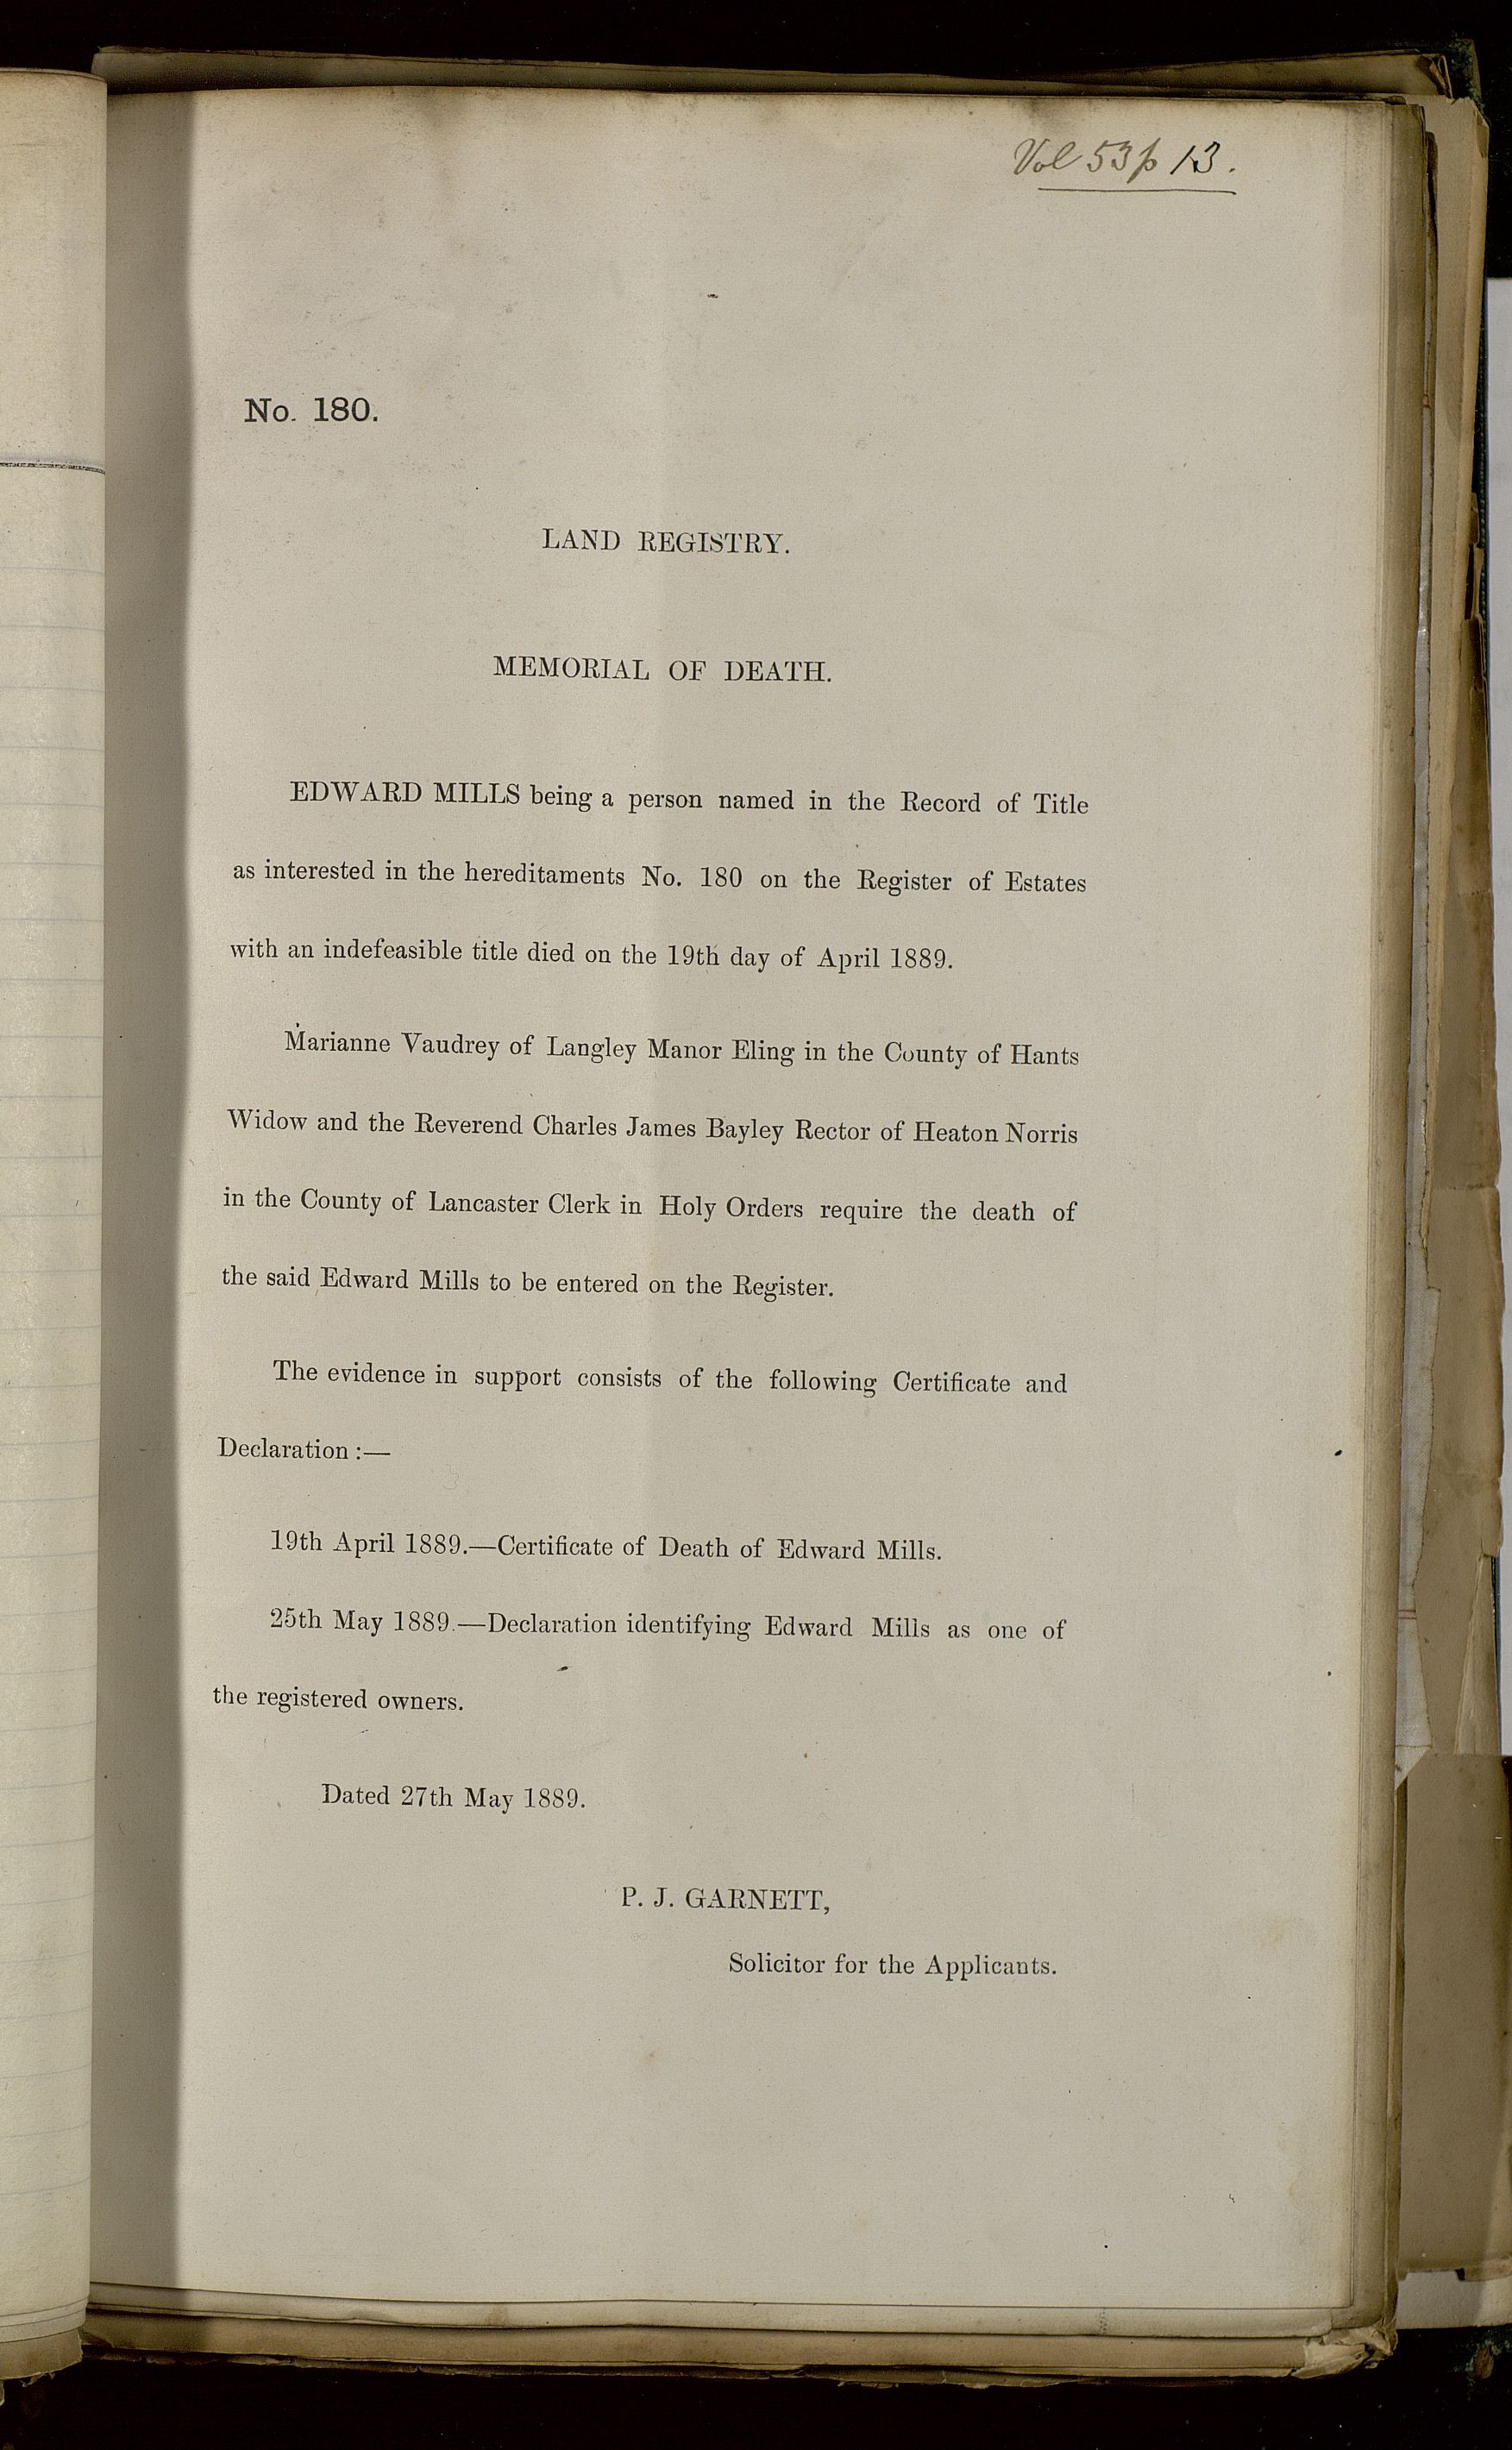 Vol 53 p 13.
No. 180.
LAND REGISTRY.
MEMORIAL OF DEATH.
EDWARD MILLS being a person named in the Record of Title
as interested in the hereditaments No. 180 on the Register of Estates
with an indefeasible title died on the 19th day of April 1889.
Marianne Vaudrey of Langley Manor Eling in the County of Hants
Widow and the Reverend Charles James Bayley Rector of Heaton Norris
in the County of Lancaster Clerk in Holy Orders require the death of
the said Edward Mills to be entered on the Register.
The evidence in support consists of the following Certificate and
Declaration :—
19th April 1889.—Certificate of Death of Edward Mills.
25th May 1889.—Declaration identifying Edward Mills as one of
the registered owners.
Dated 27th May 1889.
P. J. GARNETT,
Solicitor for the Applicants.